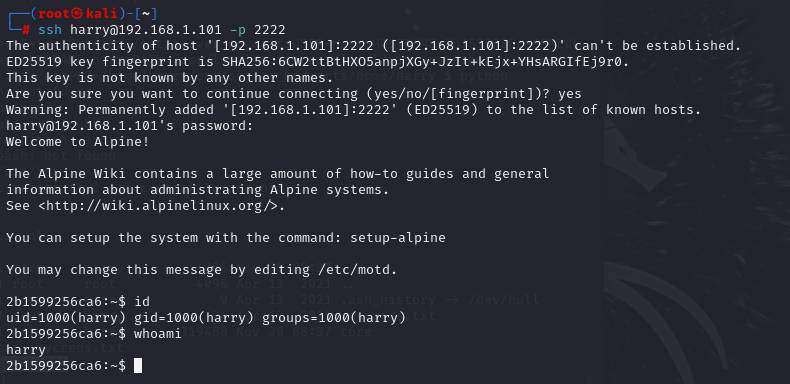 ┌──(root㉿kali)-[~]
└─# ssh harry@192.168.1.101 -p 2222
The authenticity of host '[192.168.1.101]:2222 ([192.168.1.101]:2222)' can't be established.
ED25519 key fingerprint is SHA256:6CW2ttBtHXO5anpjXGy+JzIt+kEjx+YHsARGIfEj9r0.
This key is not known by any other names.
Are you sure you want to continue connecting (yes/no/[fingerprint])? yes
Warning: Permanently added '[192.168.1.101]:2222' (ED25519) to the list of known hosts.
harry@192.168.1.101's password:
Welcome to Alpine!
The Alpine Wiki contains a large amount of how-to guides and general
information about administrating Alpine systems.
See <http://wiki.alpinelinux.org/>.
You can setup the system with the command: setup-alpine
You may change this message by editing /etc/motd.
2b1599256ca6:~$ id
uid=1000(harry) gid=1000(harry) groups=1000(harry)
2b1599256ca6:~$ whoami
harry
2b1599256ca6:~$